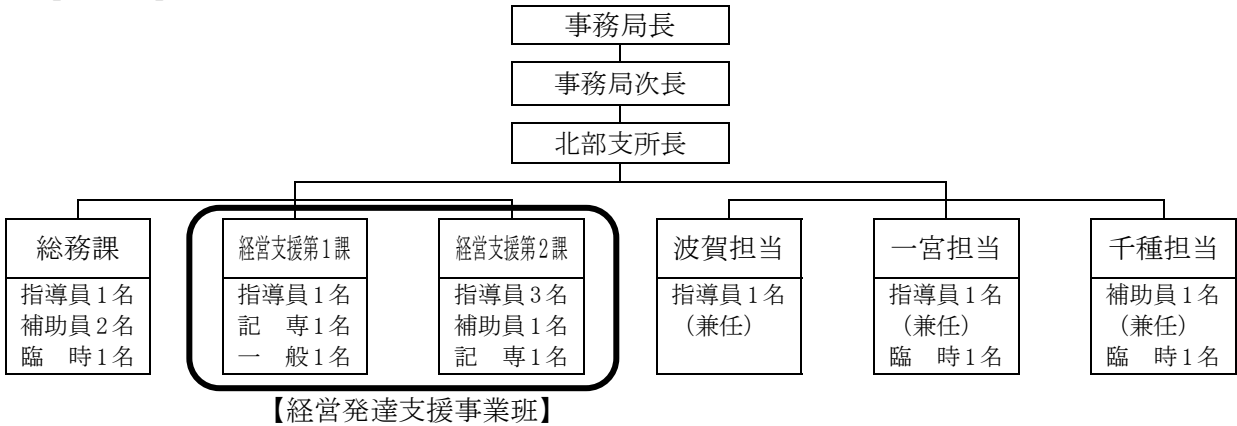 事務局長
事務局次長
北部支所長
総務課
指導員1名
補助員2名
臨　時1名
経営支援第1課
指導員1名
記　専1名
一　般1名
経営支援第2課
指導員3名
補助員1名
記　専1名
波賀担当
指導員1名
(兼任)
一宮担当
指導員1名
(兼任)
臨　時1名
千種担当
補助員1名
(兼任)
臨　時1名
【経営発達支援事業班】